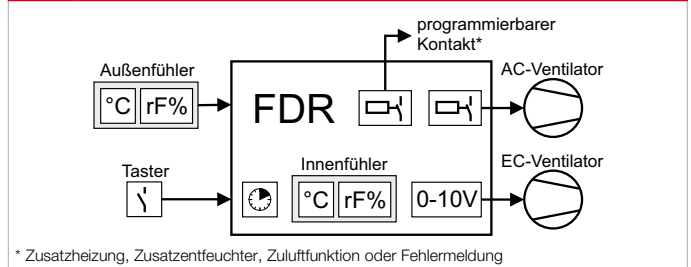 programmierbarer
Kontakt*
Außenfühler
AC-Ventilator
°C rF%
FDR
Taster
Innenfühler
EC-Ventilator
°C rF%
0-10V
* Zusatzheizung, Zusatzentfeuchter, Zuluftfunktion oder Fehlermeldung